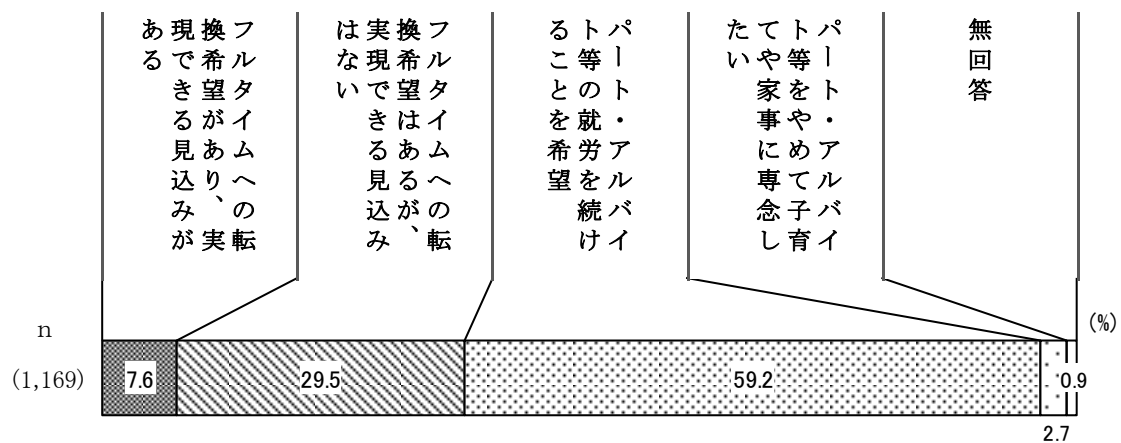 フルタイムへの転
換希望があり、実
現できる見込みが
ある
フルタイムへの転
換希望はあるが、
実現できる見込み
はない
パート・アルバイ
ト等の就労を続け
ることを希望
パート・アルバイ
ト等をやめて子育
てや家事に専念し
たい
無回答
(%)
n
(1,169)
7.6
29.5
59.2
0.9
2.7